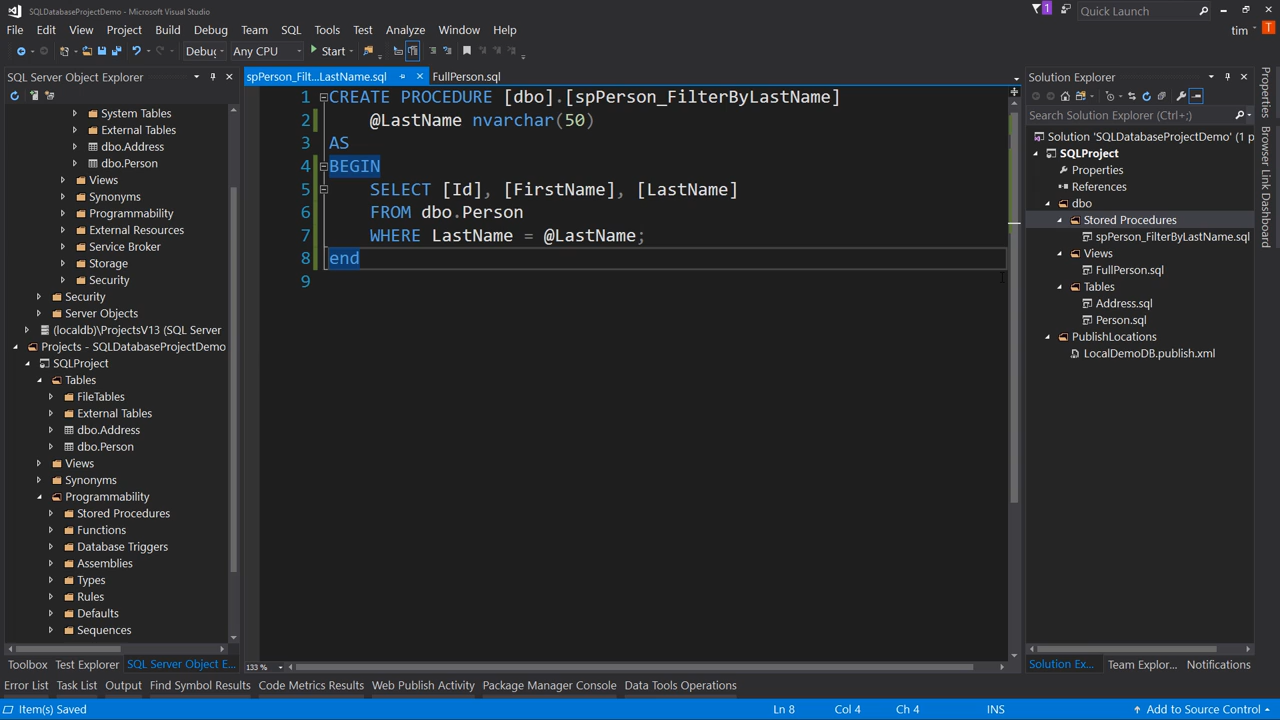 SQLDatabaseProjectDemo - Microsoft Visual Studio
1
Quick Launch
File Edit View Project Build Debug Team SQL Tools Test Analyze Window Help
tim
T
Debug Any CPU Start
SQL Server Object Explorer
System Tables
External Tables
dbo.Address
dbo.Person
Views
Synonyms
Programmability
External Resources
Service Broker
Storage
Security
Security
Server Objects
(localdb)\ProjectsV13 (SQL Server
Projects - SQLDatabaseProjectDemo
SQLProject
Tables
FileTables
External Tables
dbo.Address
dbo.Person
Views
Synonyms
Programmability
Stored Procedures
Functions
Database Triggers
Assemblies
Types
Rules
Defaults
Sequences
Toolbox Test Explorer SQL Server Object E...
spPerson_Filt...LastName.sql FullPerson.sql
1 CREATE PROCEDURE [dbo].[spPerson_FilterByLastName]
2 @LastName nvarchar(50)
3 AS
4 BEGIN
5 SELECT [Id], [FirstName], [LastName]
6 FROM dbo.Person
7 WHERE LastName = @LastName;
8 end
9
133 %
Solution Explorer
Search Solution Explorer (Ctrl+;)
Solution 'SQLDatabaseProjectDemo' (1 p
SQLProject
Properties
References
dbo
Stored Procedures
spPerson_FilterByLastName.sql
Views
FullPerson.sql
Tables
Address.sql
Person.sql
PublishLocations
LocalDemoDB.publish.xml
Solution Ex... Team Explor... Notifications
Properties
Browser Link Dashboard
Error List Task List Output Find Symbol Results Code Metrics Results Web Publish Activity Package Manager Console Data Tools Operations
Item(s) Saved Ln 8 Col 4 Ch 4 INS Add to Source Control